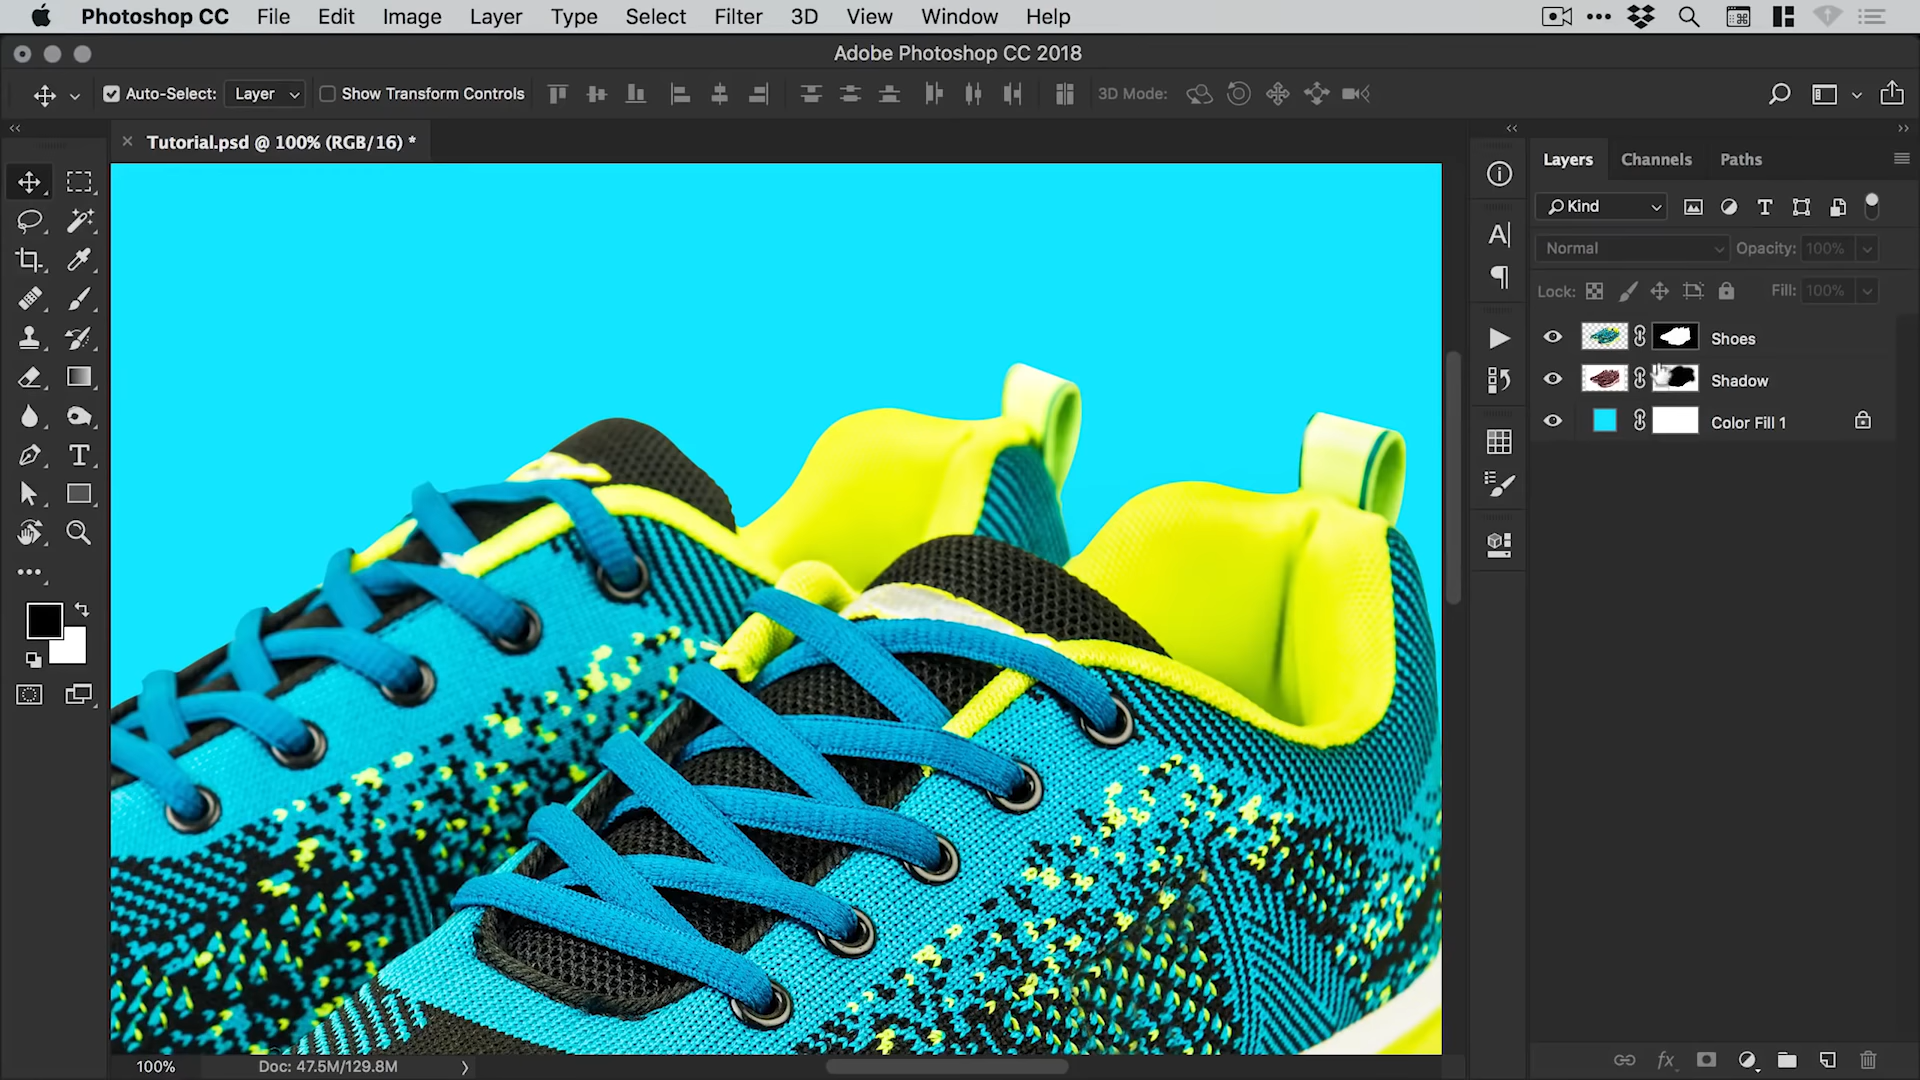 Photoshop CC File Edit Image Layer Type Select Filter 3D View Window Help
Adobe Photoshop CC 2018
Auto-Select: Layer Show Transform Controls 3D Mode:
Tutorial.psd @ 100% (RGB/16) *
Layers Channels Paths
Kind
Normal Opacity: 100%
Lock: Fill: 100%
Shoes
Shadow
Color Fill 1
100% Doc: 47.5M/129.8M
fx